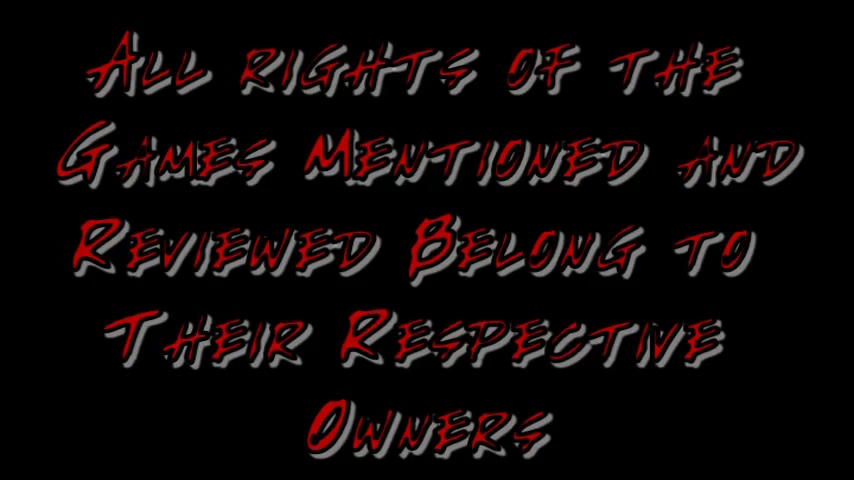 All rights of the
Games Mentioned and
Reviewed Belong to
Their Respective
Owners